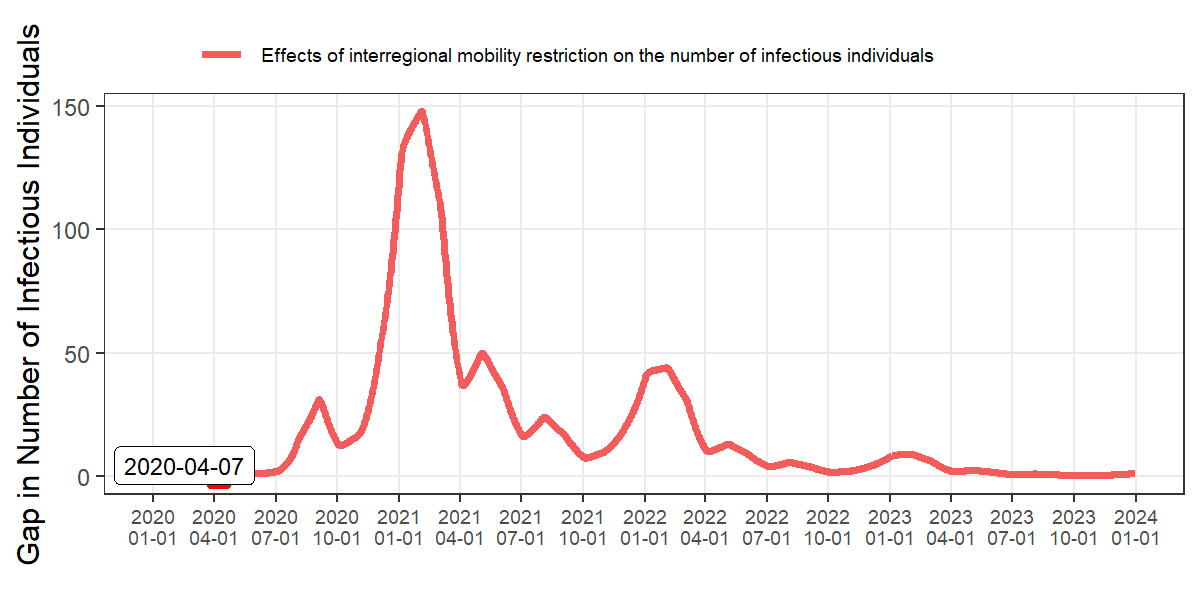 Effects of interregional mobility restriction on the number of infectious individuals
Gap in Number of Infectious Individuals
150
100
50
0
2020-04-07
2020 2020 2020 2020 2021 2021 2021 2021 2022 2022 2022 2022 2023 2023 2023 2023 2024
01-01 04-01 07-01 10-01 01-01 04-01 07-01 10-01 01-01 04-01 07-01 10-01 01-01 04-01 07-01 10-01 01-01